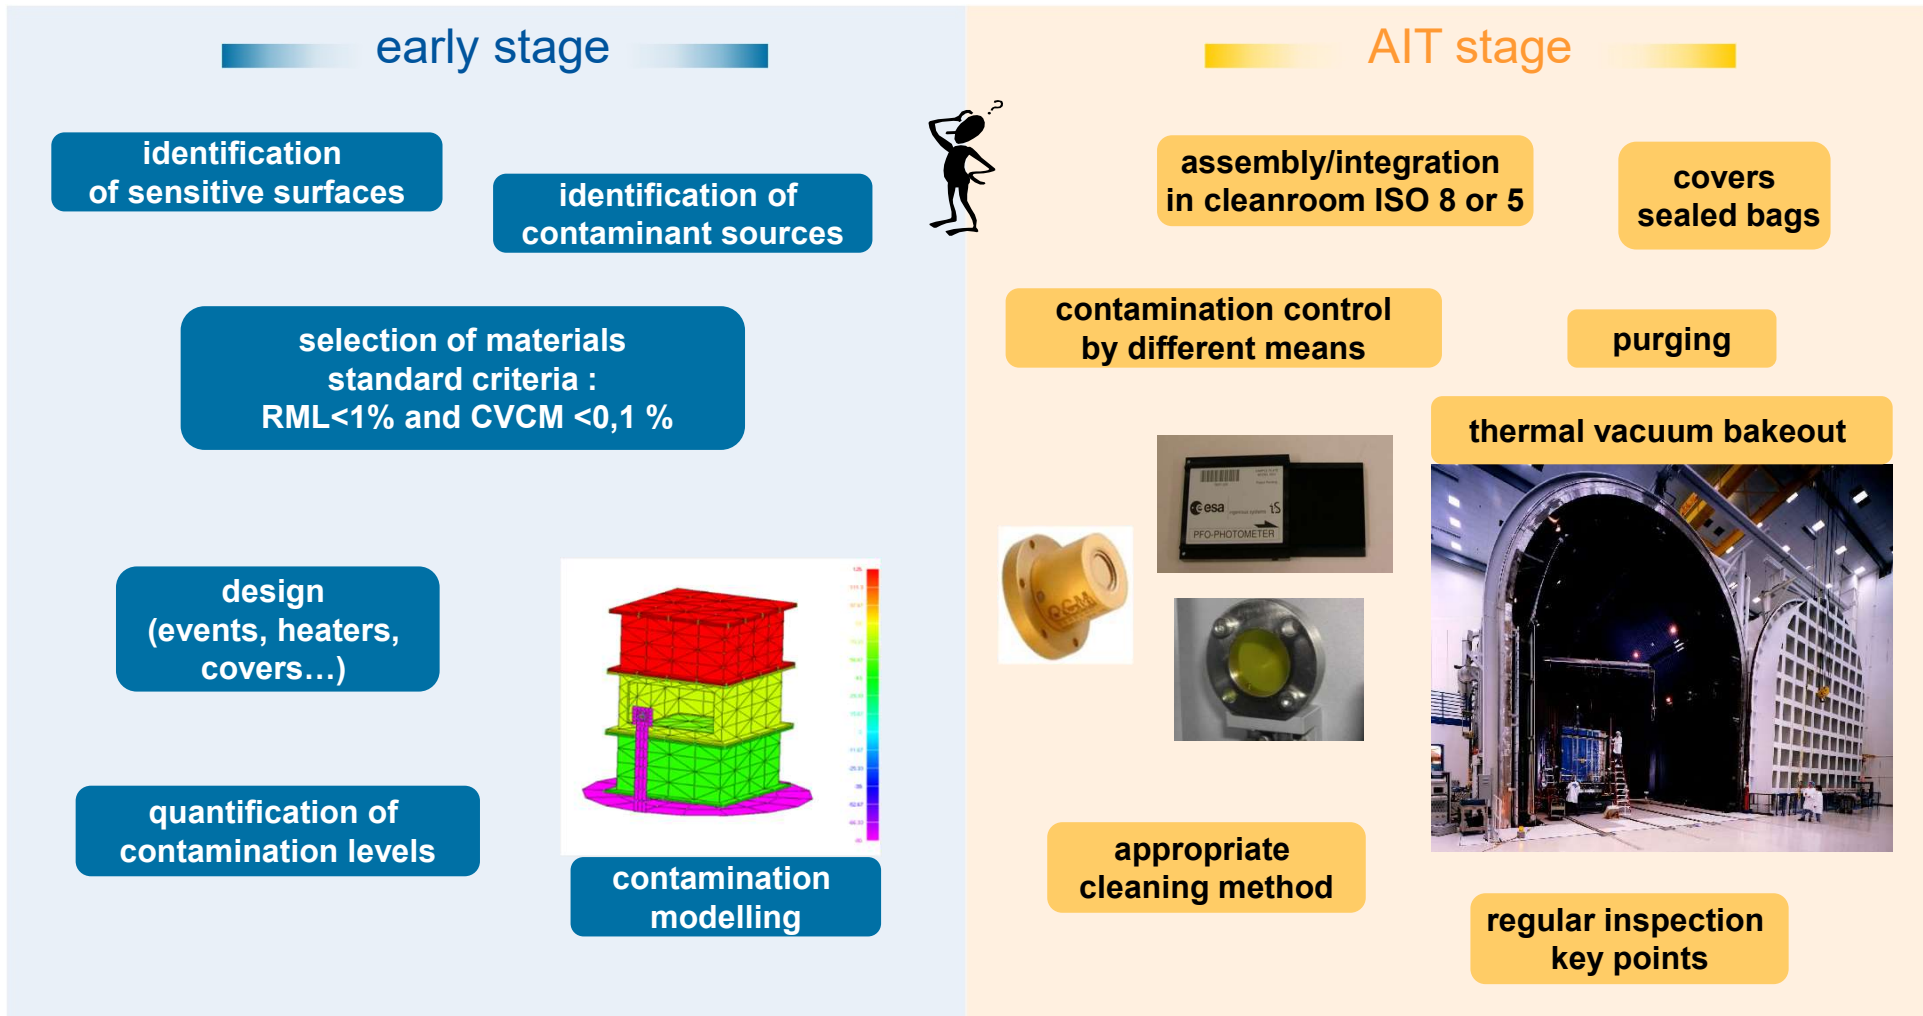 early stage
identification
of sensitive surfaces
identification of
contaminant sources
selection of materials
standard criteria :
RML<1% and CVCM <0,1 %
design
(events, heaters,
covers…)
quantification of
contamination levels
contamination
modelling
?
AIT stage
assembly/integration
in cleanroom ISO 8 or 5
covers
sealed bags
contamination control
by different means
purging
thermal vacuum bakeout
esa
PFO-PHOTOMETER
QCM
appropriate
cleaning method
regular inspection
key points